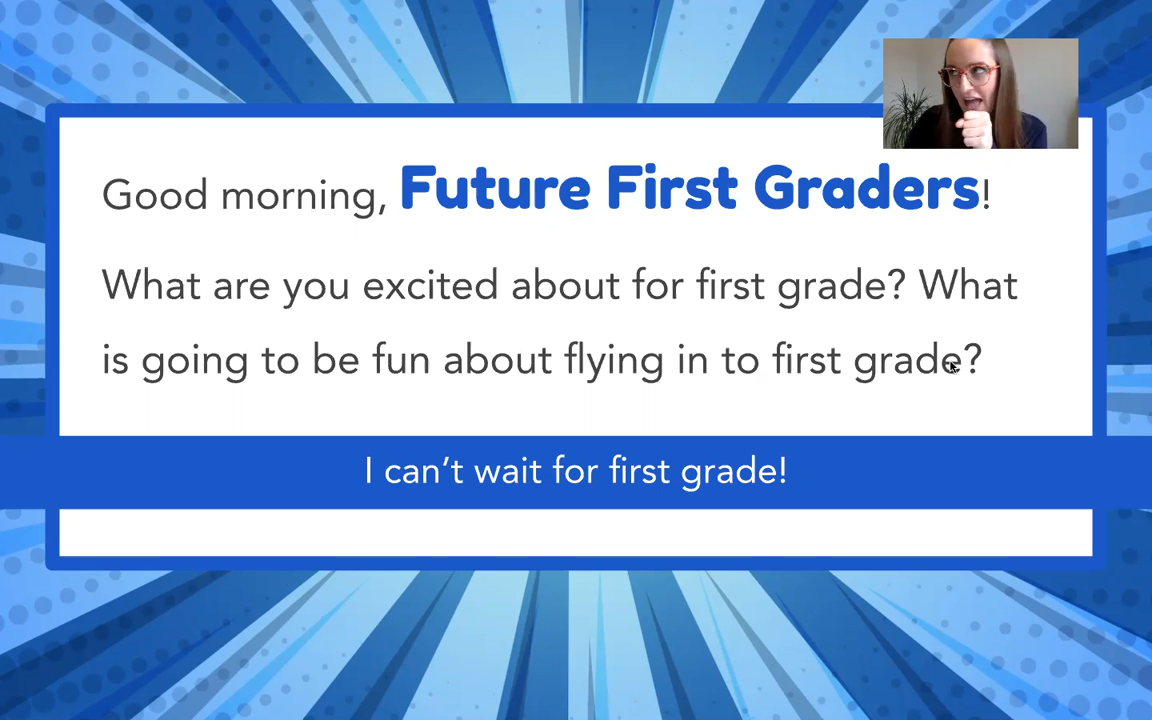 Good morning, Future First Graders!
What are you excited about for first grade? What
is going to be fun about flying in to first grade?
I can’t wait for first grade!